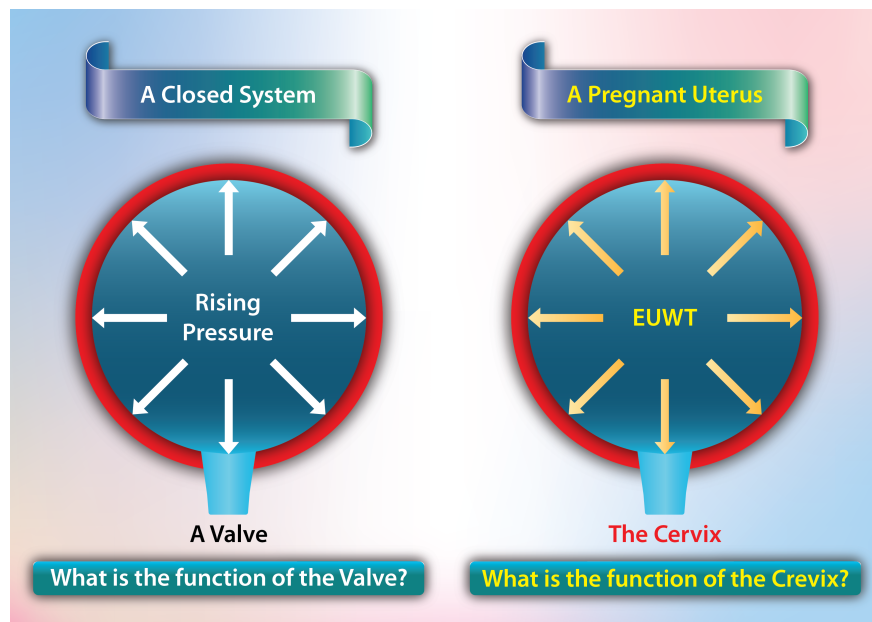 A Closed System
Rising
Pressure
A Valve
What is the function of the Valve?
A Pregnant Uterus
EUWT
The Cervix
What is the function of the Crevix?